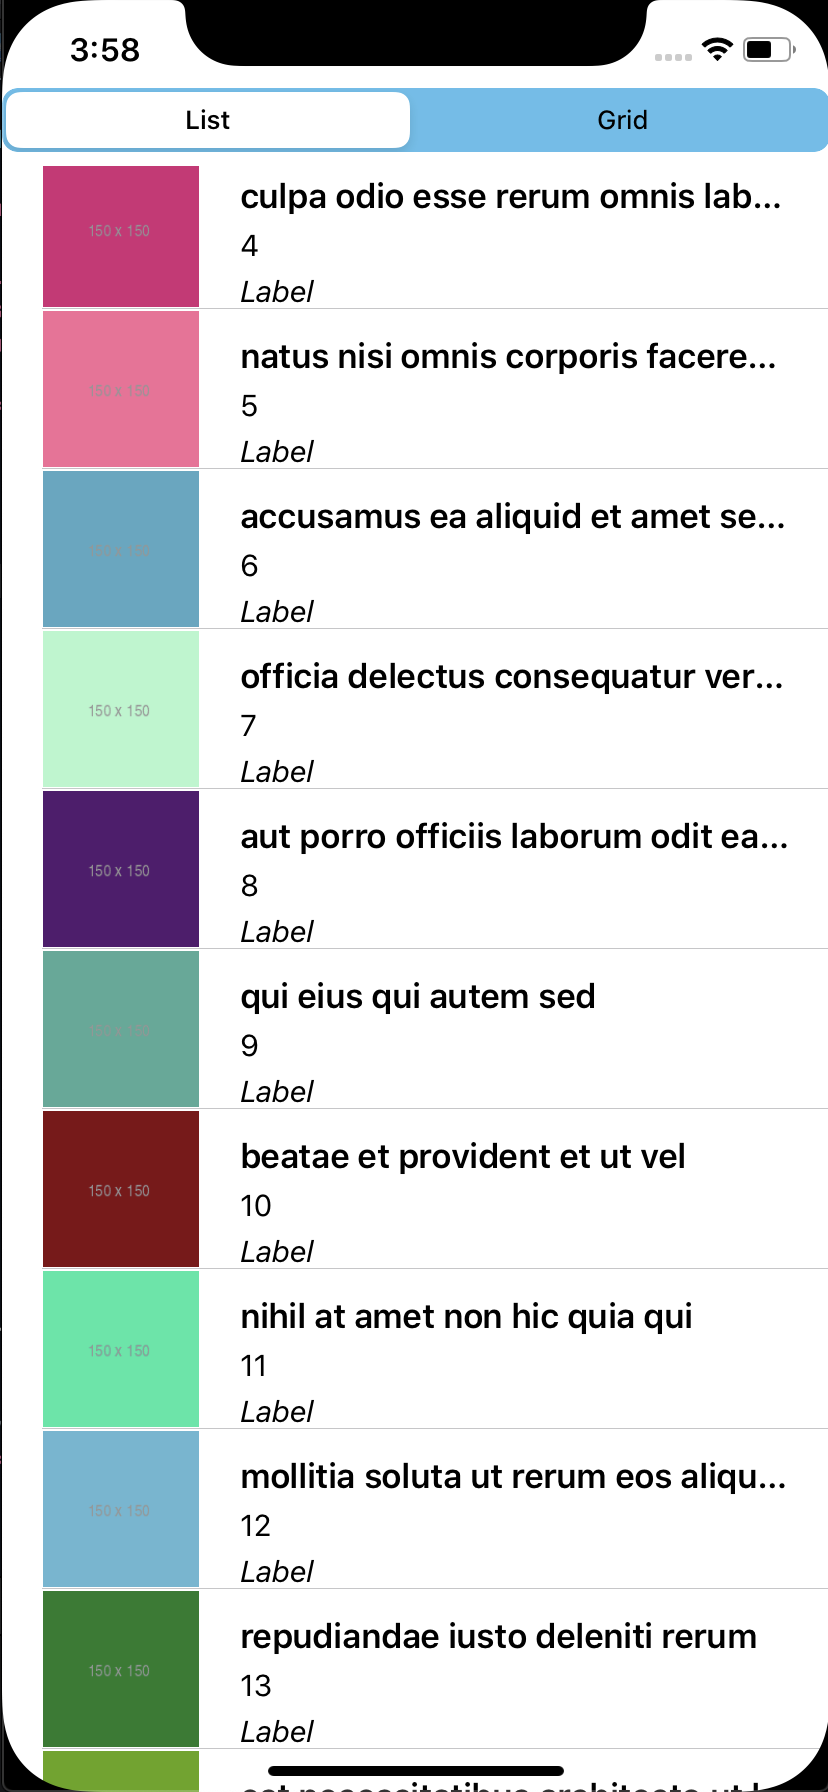 3:58
List
Grid
150 x 150
culpa odio esse rerum omnis lab...
4
Label
150 x 150
natus nisi omnis corporis facere...
5
Label
150 x 150
accusamus ea aliquid et amet se...
6
Label
150 x 150
officia delectus consequatur ver...
7
Label
150 x 150
aut porro officiis laborum odit ea...
8
Label
qui eius qui autem sed
9
Label
150 x 150
beatae et provident et ut vel
10
Label
150 x 150
nihil at amet non hic quia qui
11
Label
150 x 150
mollitia soluta ut rerum eos aliqu...
12
Label
150 x 150
repudiandae iusto deleniti rerum
13
Label